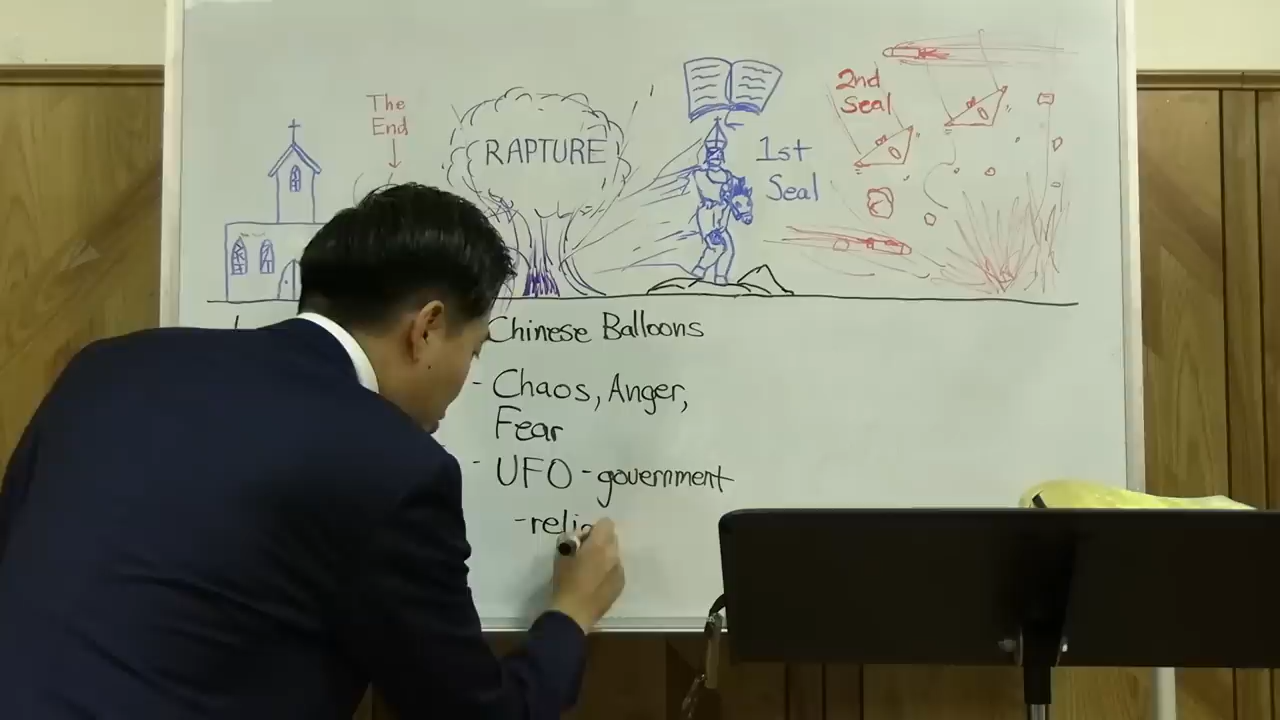 The
End
RAPTURE
1st
Seal
2nd
Seal
Chinese Balloons
- Chaos, Anger,
Fear
- UFO - government